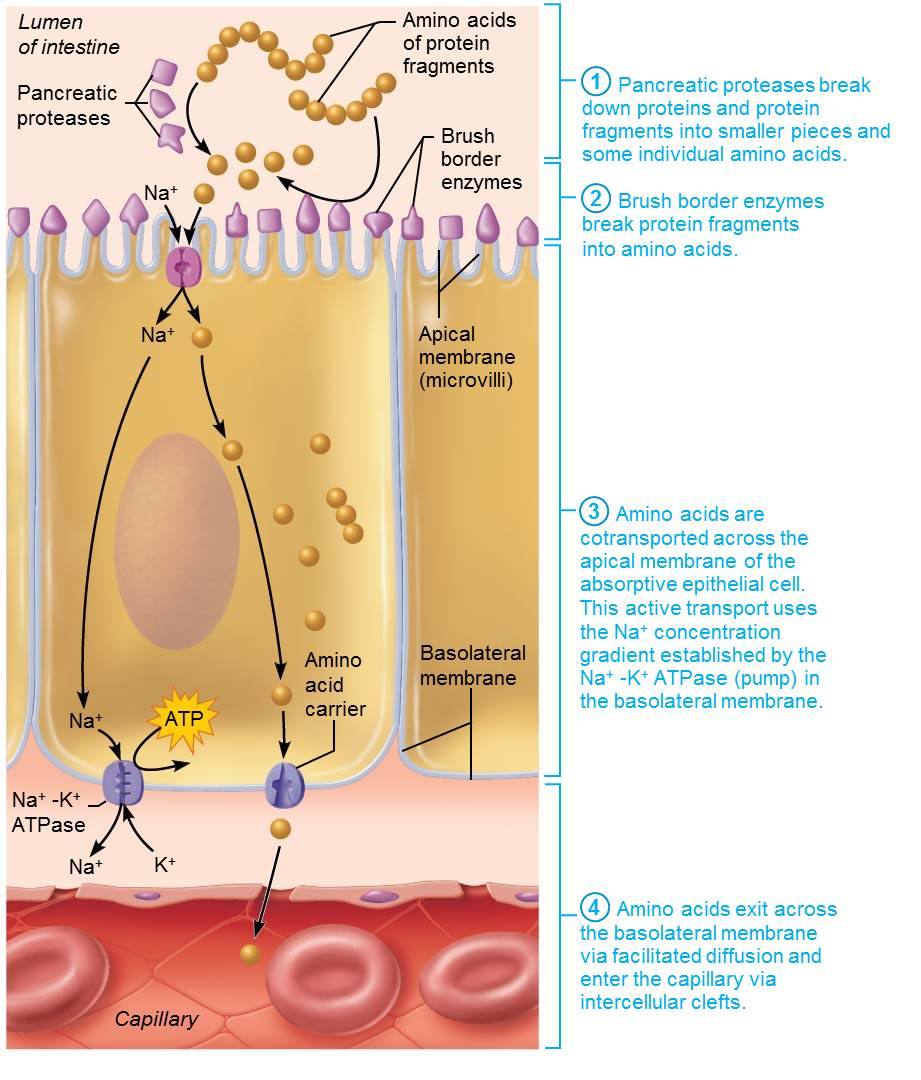 Lumen
of intestine
Amino acids
of protein
fragments
Pancreatic
proteases
Brush
border
enzymes
Na⁺
Na⁺
Apical
membrane
(microvilli)
Amino
acid
carrier
Basolateral
membrane
Na⁺
ATP
Na⁺ -K⁺
ATPase
Na⁺
K⁺
Capillary
1 Pancreatic proteases break
down proteins and protein
fragments into smaller pieces and
some individual amino acids.
2 Brush border enzymes
break protein fragments
into amino acids.
3 Amino acids are
cotransported across the
apical membrane of the
absorptive epithelial cell.
This active transport uses
the Na⁺ concentration
gradient established by the
Na⁺ -K⁺ ATPase (pump) in
the basolateral membrane.
4 Amino acids exit across
the basolateral membrane
via facilitated diffusion and
enter the capillary via
intercellular clefts.